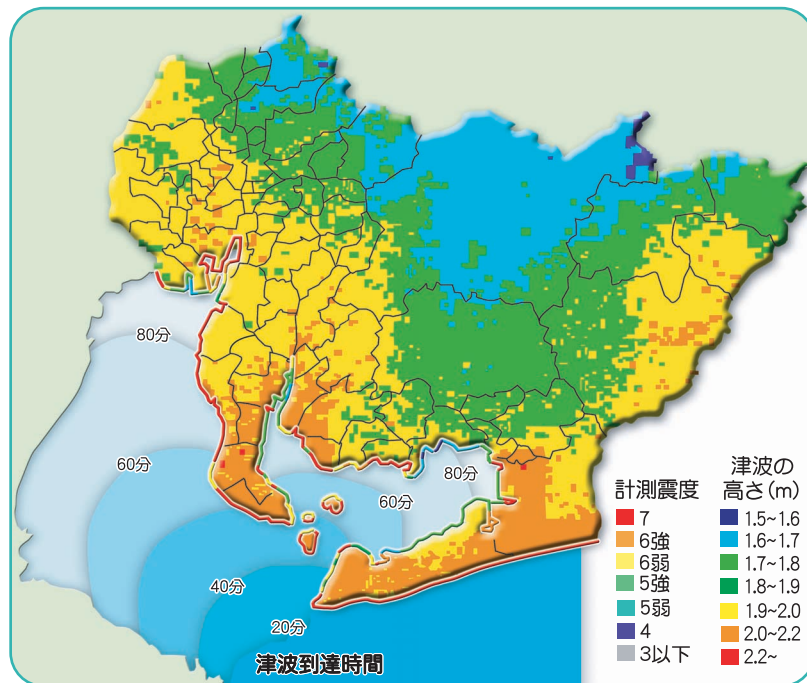 80分
60分
80分
60分
40分
20分
津波到達時間
計測震度
7
6強
6弱
5強
5弱
4
3以下
津波の
高さ(m)
1.5~1.6
1.6~1.7
1.7~1.8
1.8~1.9
1.9~2.0
2.0~2.2
2.2~